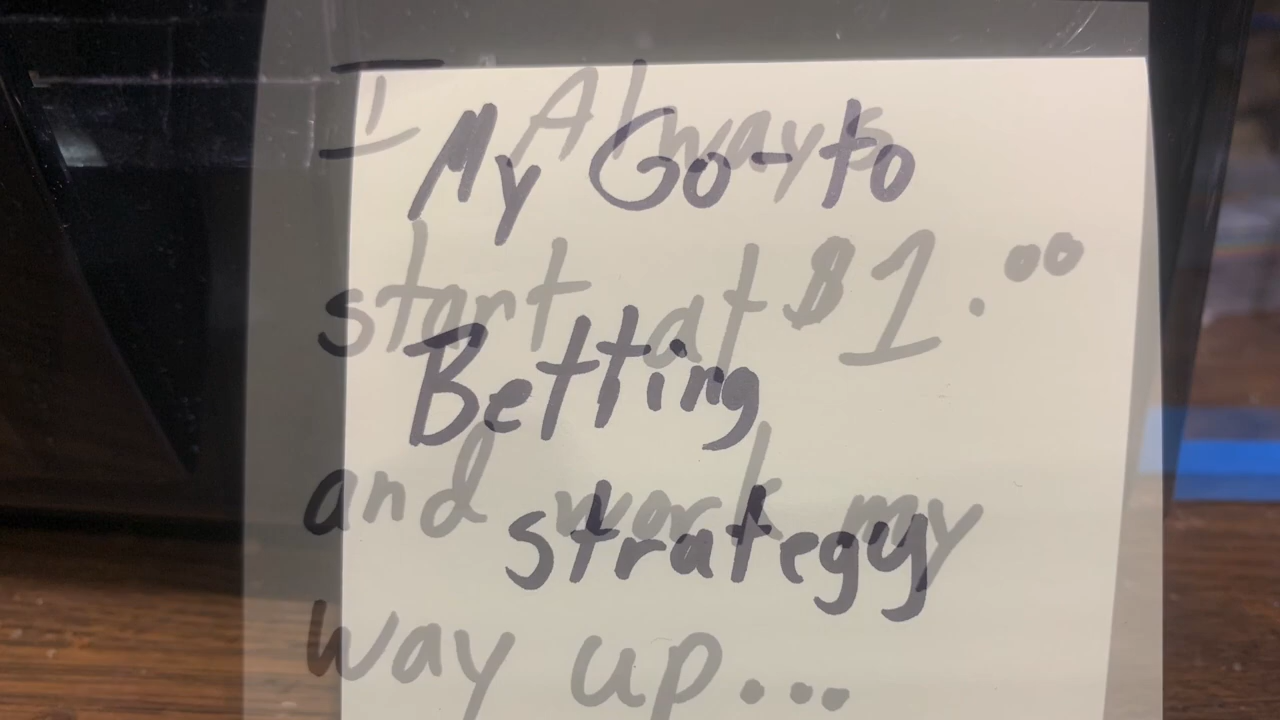 My Go-to
Betting
strategy
I Always
start at $1.00
and work my
way up...